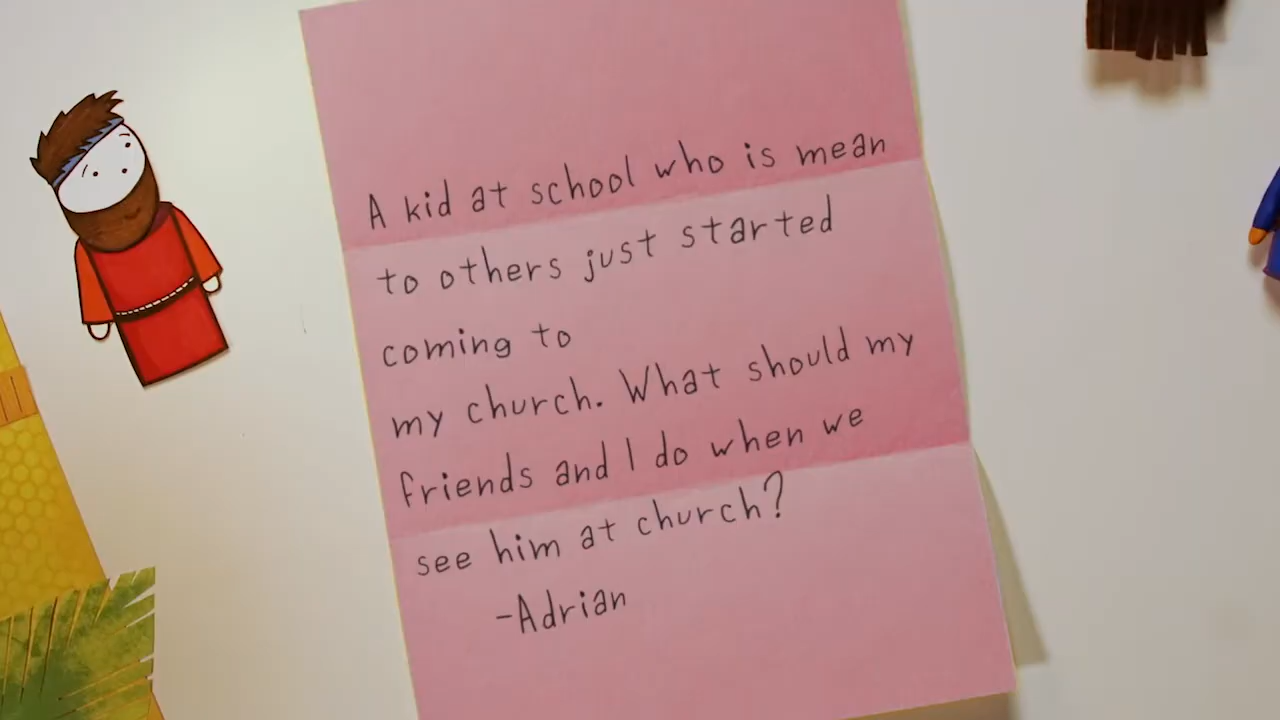 A kid at school who is mean
to others just started
coming to
my church. What should my
friends and I do when we
see him at church?
-Adrian